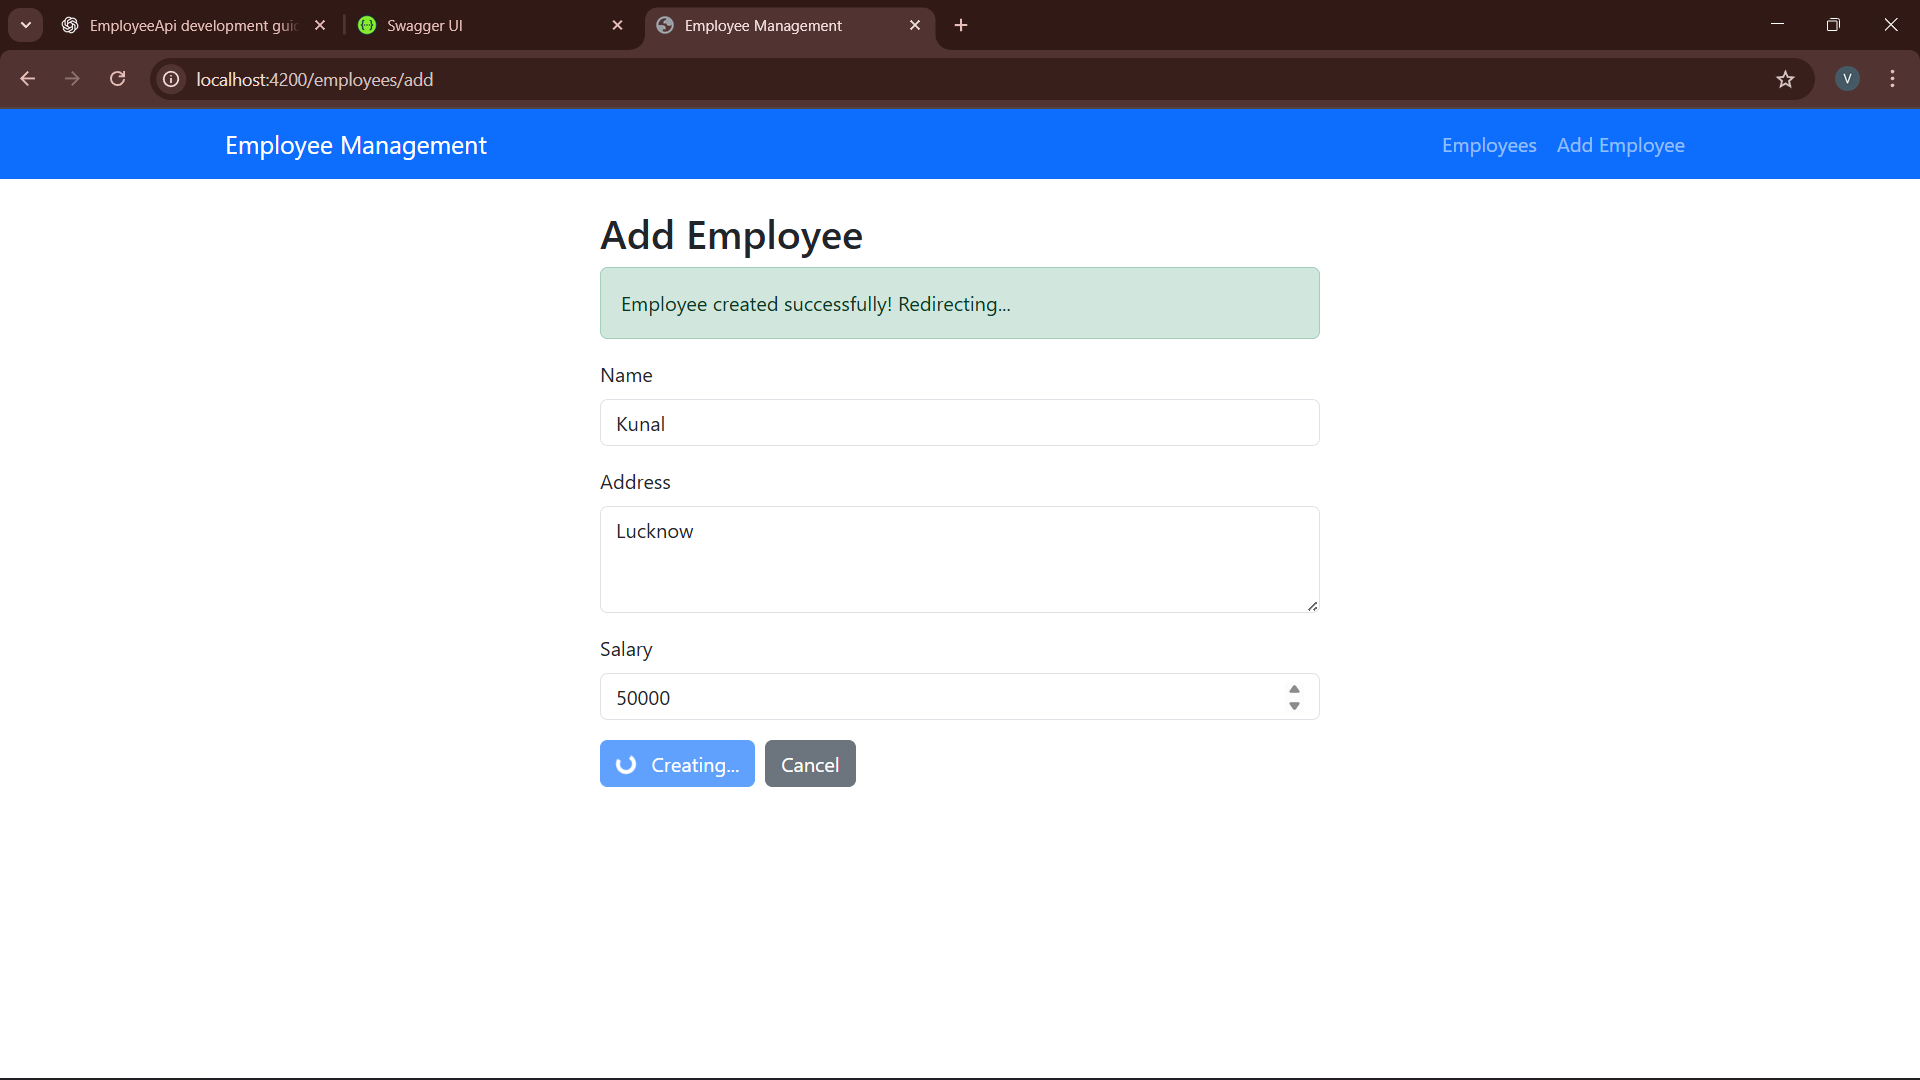 EmployeeApi development gui
Swagger UI
Employee Management
localhost:4200/employees/add
V
Employee Management
Employees
Add Employee
Add Employee
Employee created successfully! Redirecting...
Name
Kunal
Address
Lucknow
Salary
50000
Creating...
Cancel